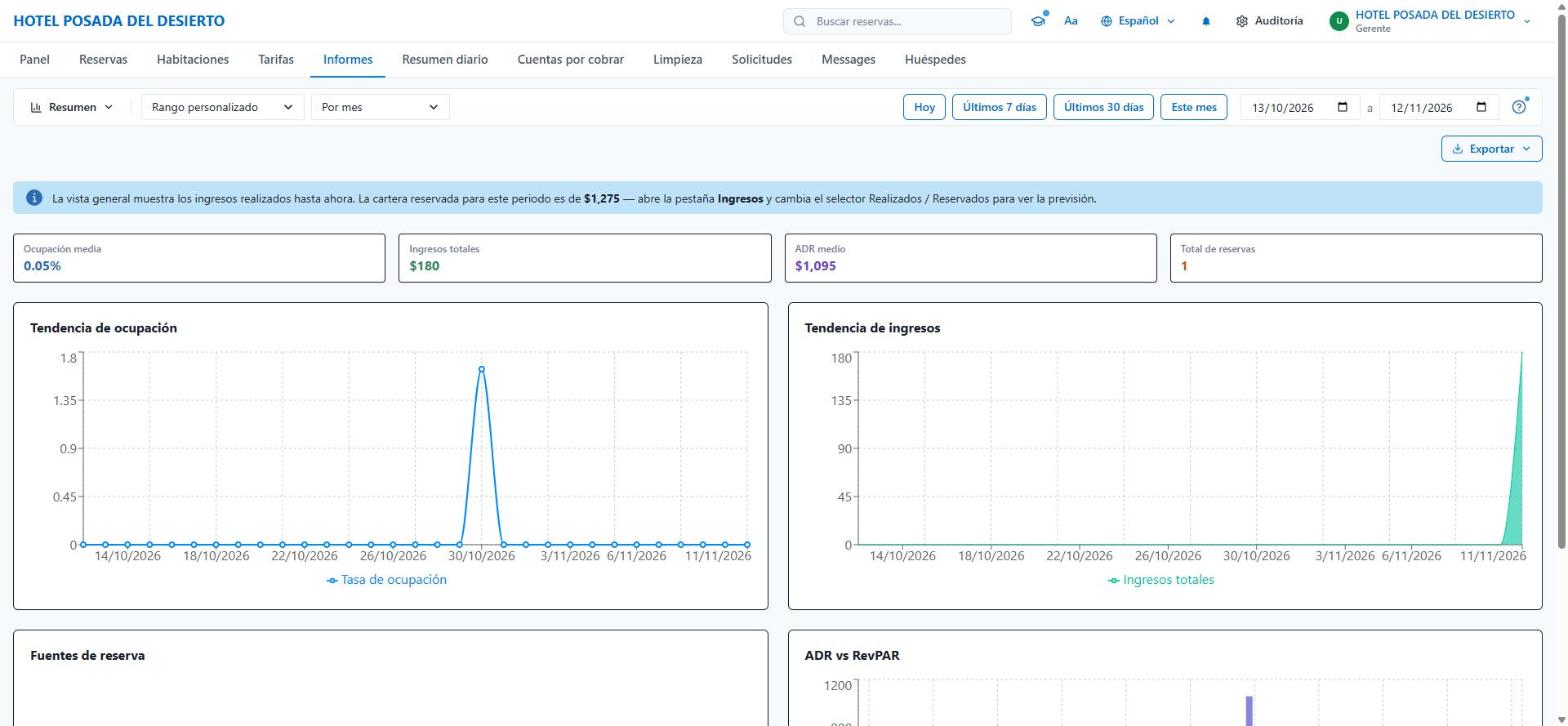 HOTEL POSADA DEL DESIERTO
Buscar reservas...
Aa
Español
Auditoría
U
HOTEL POSADA DEL DESIERTO
Gerente
Panel
Reservas
Habitaciones
Tarifas
Informes
Resumen diario
Cuentas por cobrar
Limpieza
Solicitudes
Messages
Huéspedes
Resumen
Rango personalizado
Por mes
Hoy
Últimos 7 días
Últimos 30 días
Este mes
13/10/2026
a
12/11/2026
Exportar
La vista general muestra los ingresos realizados hasta ahora. La cartera reservada para este periodo es de $1,275 — abre la pestaña Ingresos y cambia el selector Realizados / Reservados para ver la previsión.
Ocupación media
0.05%
Ingresos totales
$180
ADR medio
$1,095
Total de reservas
1
Tendencia de ocupación
1.8
1.35
0.9
0.45
0
14/10/2026 18/10/2026 22/10/2026 26/10/2026 30/10/2026 3/11/2026 6/11/2026 11/11/2026
Tasa de ocupación
Tendencia de ingresos
180
135
90
45
0
14/10/2026 18/10/2026 22/10/2026 26/10/2026 30/10/2026 3/11/2026 6/11/2026 11/11/2026
Ingresos totales
Fuentes de reserva
ADR vs RevPAR
1200